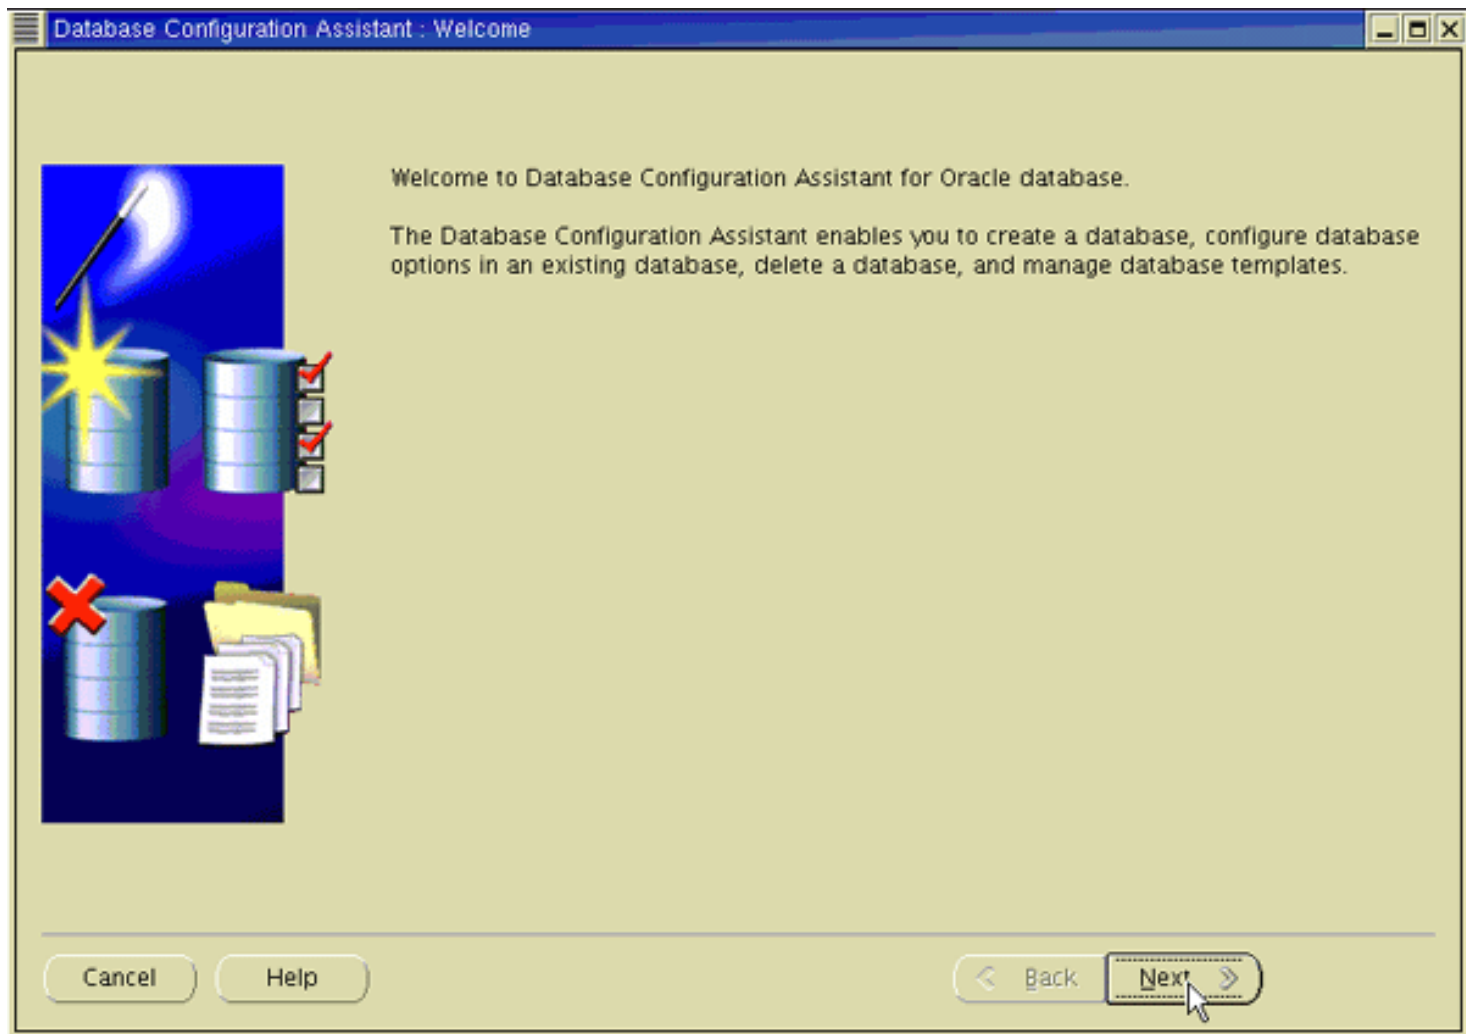 Database Configuration Assistant : Welcome
Welcome to Database Configuration Assistant for Oracle database.
The Database Configuration Assistant enables you to create a database, configure database
options in an existing database, delete a database, and manage database templates.
Cancel
Help
Back
Next